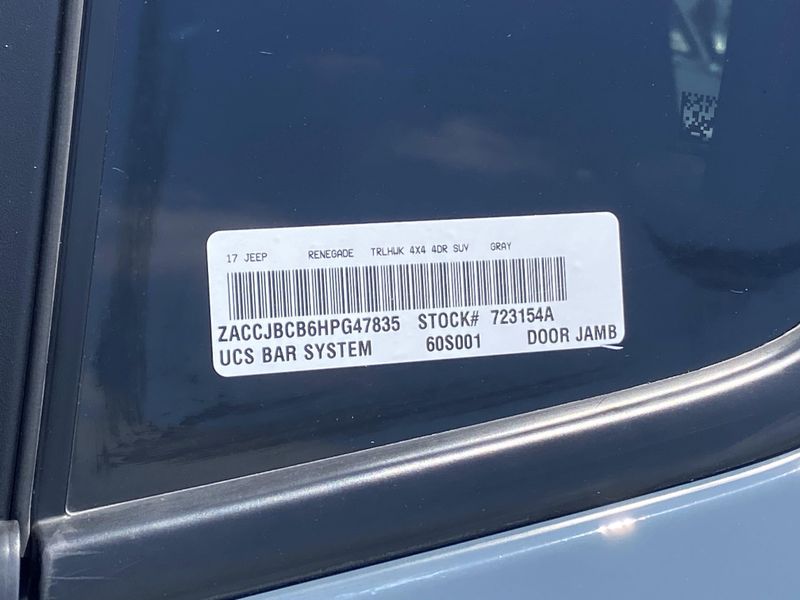 17 JEEP RENEGADE TRLHWK 4X4 4DR SUV GRAY
ZACCJBCB6HPG47835 STOCK# 723154A
UCS BAR SYSTEM 60S001 DOOR JAMB